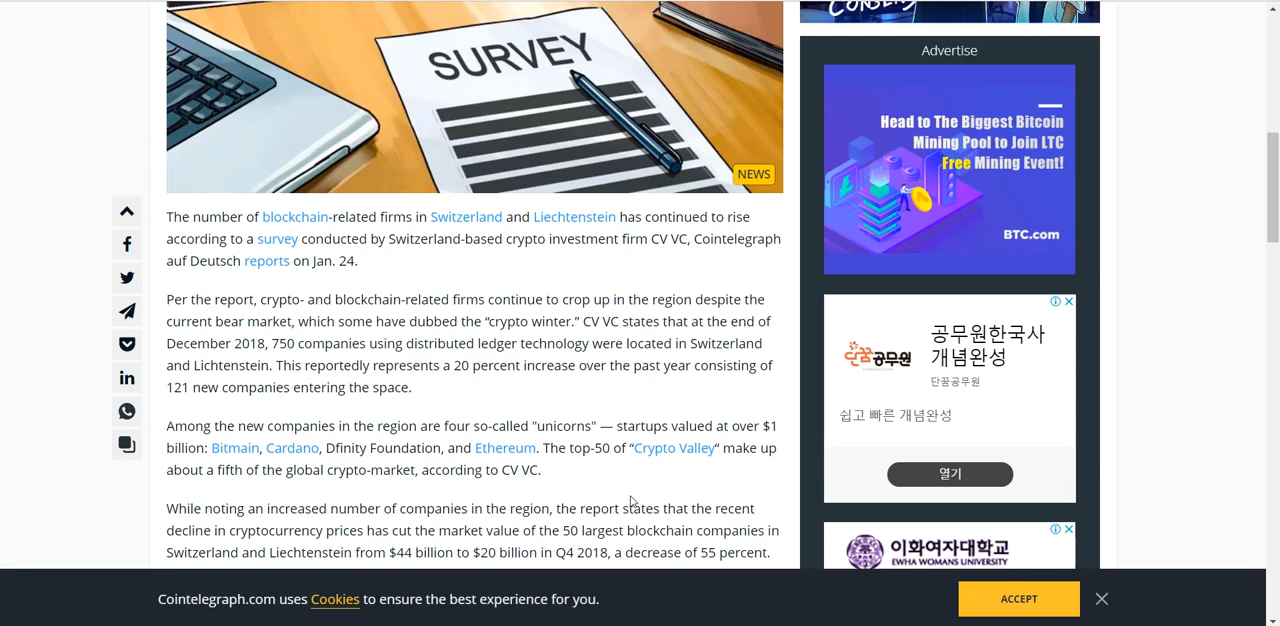 SURVEY
NEWS
The number of blockchain-related firms in Switzerland and Liechtenstein has continued to rise
according to a survey conducted by Switzerland-based crypto investment firm CV VC, Cointelegraph
auf Deutsch reports on Jan. 24.
Per the report, crypto- and blockchain-related firms continue to crop up in the region despite the
current bear market, which some have dubbed the “crypto winter.” CV VC states that at the end of
December 2018, 750 companies using distributed ledger technology were located in Switzerland
and Lichtenstein. This reportedly represents a 20 percent increase over the past year consisting of
121 new companies entering the space.
Among the new companies in the region are four so-called "unicorns" — startups valued at over $1
billion: Bitmain, Cardano, Dfinity Foundation, and Ethereum. The top-50 of “Crypto Valley“ make up
about a fifth of the global crypto-market, according to CV VC.
While noting an increased number of companies in the region, the report states that the recent
decline in cryptocurrency prices has cut the market value of the 50 largest blockchain companies in
Switzerland and Liechtenstein from $44 billion to $20 billion in Q4 2018, a decrease of 55 percent.
Advertise
Head to The Biggest Bitcoin
Mining Pool to Join LTC
Free Mining Event!
BTC.com
단꿈공무원
공무원한국사
개념완성
단꿈공무원
쉽고 빠른 개념완성
열기
이화여자대학교
EWHA WOMANS UNIVERSITY
Cointelegraph.com uses Cookies to ensure the best experience for you.
ACCEPT